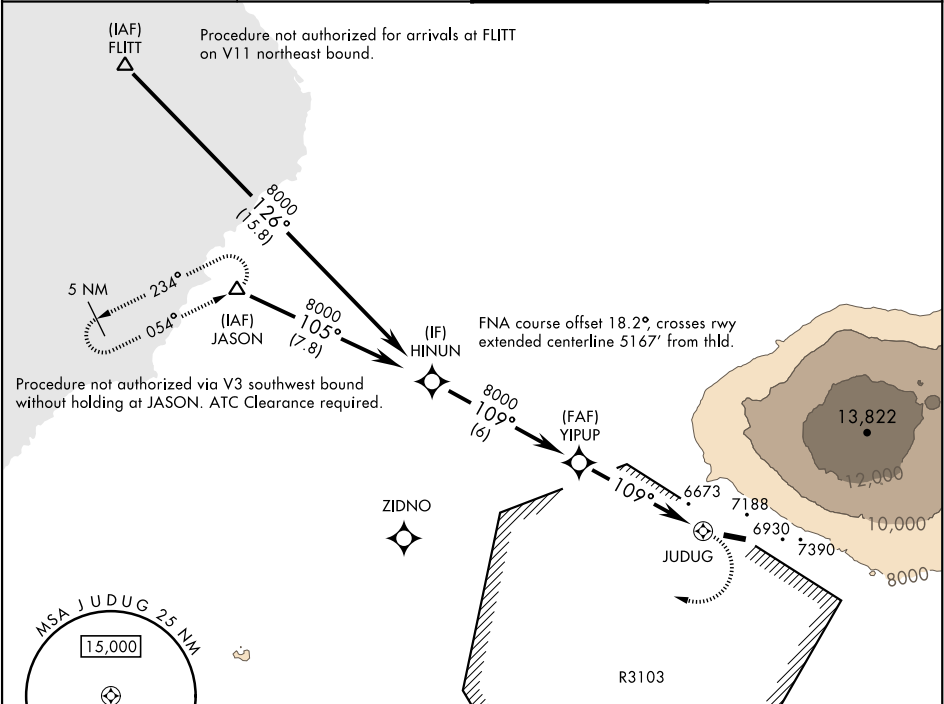 (IAF)
FLITT
Procedure not authorized for arrivals at FLITT
on V11 northeast bound.
8000
126°
(15.8)
5 NM
234°
054°
(IAF)
JASON
8000
105°
(7.8)
(IF)
HINUN
FNA course offset 18.2°, crosses rwy
extended centerline 5167' from thld.
Procedure not authorized via V3 southwest bound
without holding at JASON. ATC Clearance required.
8000
109°
(6)
(FAF)
YIPUP
13,822
12,000
10,000
8000
109°
6673
7188
6930
7390
JUDUG
ZIDNO
MSA JUDUG 25 NM
15,000
R3103